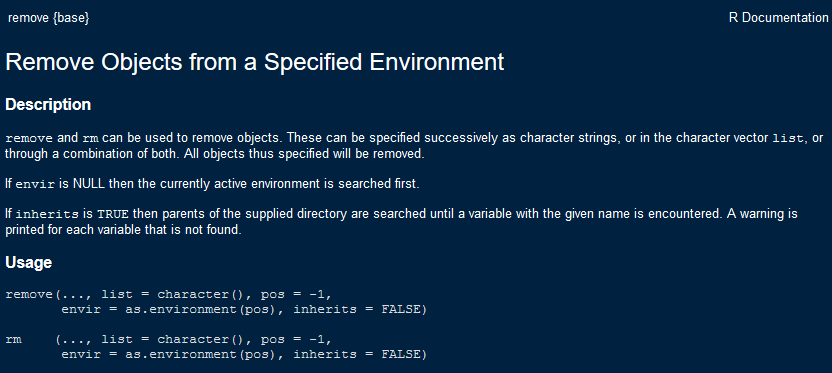 remove {base} R Documentation
Remove Objects from a Specified Environment
Description
remove and rm can be used to remove objects. These can be specified successively as character strings, or in the character vector list, or
through a combination of both. All objects thus specified will be removed.
If envir is NULL then the currently active environment is searched first.
If inherits is TRUE then parents of the supplied directory are searched until a variable with the given name is encountered. A warning is
printed for each variable that is not found.
Usage
remove(..., list = character(), pos = -1,
envir = as.environment(pos), inherits = FALSE)
rm (..., list = character(), pos = -1,
envir = as.environment(pos), inherits = FALSE)